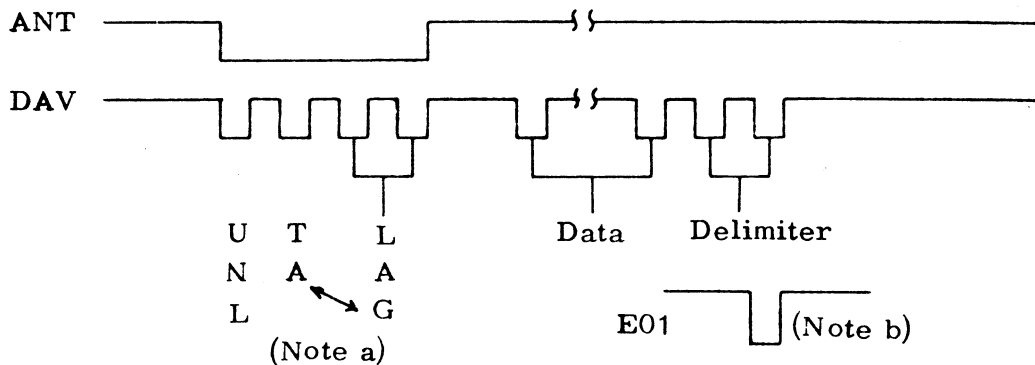 ANT
DAV
U T L Data Delimiter
N A A
L G E01 (Note b)
(Note a)